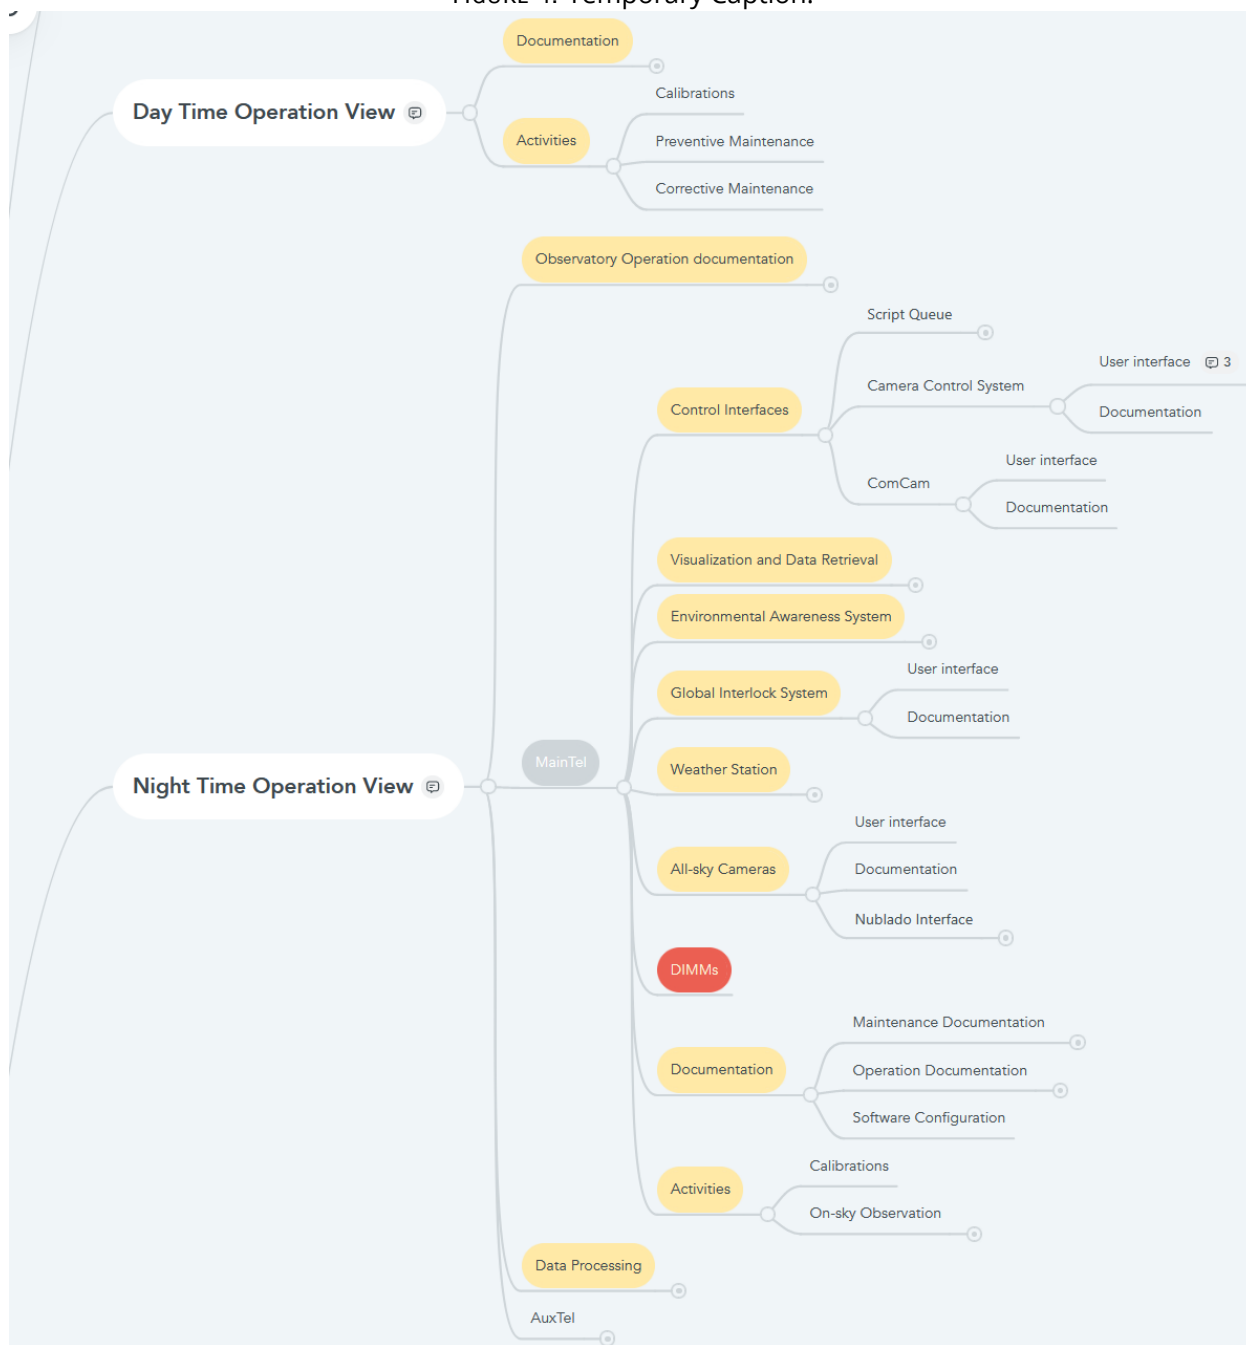 Documentation
Day Time Operation View
Calibrations
Activities
Preventive Maintenance
Corrective Maintenance
Observatory Operation documentation
Script Queue
User interface 3
Camera Control System
Control Interfaces
Documentation
User interface
ComCam
Documentation
Visualization and Data Retrieval
Environmental Awareness System
User interface
Global Interlock System
Documentation
MainTel
Weather Station
Night Time Operation View
User interface
All-sky Cameras
Documentation
Nublado Interface
DIMMs
Maintenance Documentation
Documentation
Operation Documentation
Software Configuration
Calibrations
Activities
On-sky Observation
Data Processing
AuxTel